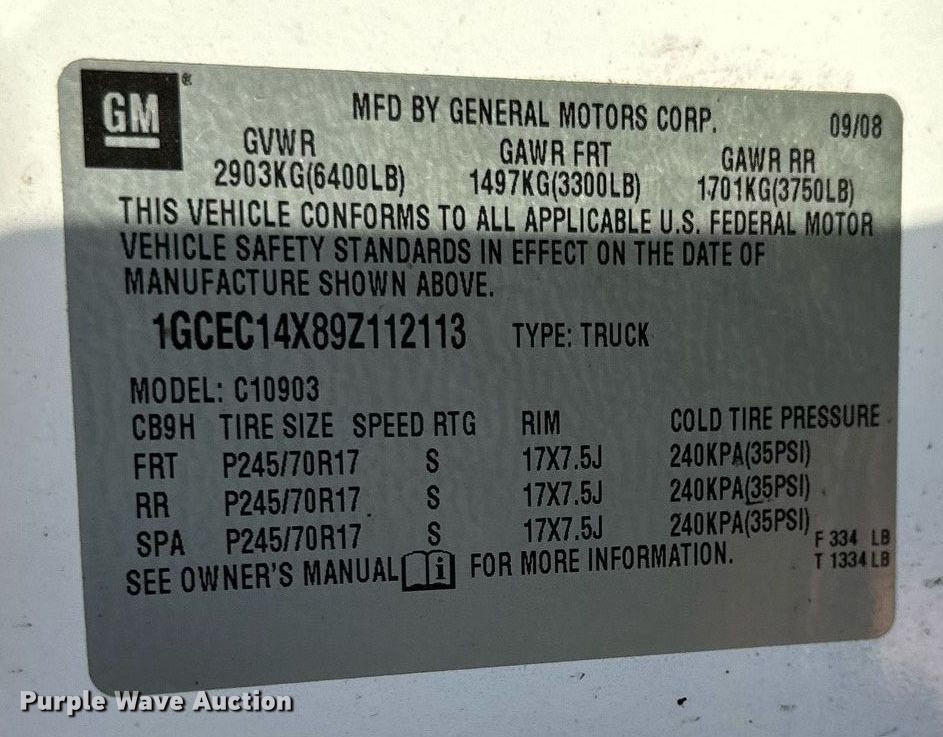 GM®
MFD BY GENERAL MOTORS CORP. 09/08
GVWR GAWR FRT GAWR RR
2903KG(6400LB) 1497KG(3300LB) 1701KG(3750LB)
THIS VEHICLE CONFORMS TO ALL APPLICABLE U.S. FEDERAL MOTOR
VEHICLE SAFETY STANDARDS IN EFFECT ON THE DATE OF
MANUFACTURE SHOWN ABOVE.
1GCEC14X89Z112113 TYPE: TRUCK
MODEL: C10903
CB9H TIRE SIZE SPEED RTG RIM COLD TIRE PRESSURE
FRT P245/70R17 S 17X7.5J 240KPA(35PSI)
RR P245/70R17 S 17X7.5J 240KPA(35PSI)
SPA P245/70R17 S 17X7.5J 240KPA(35PSI)
F 334 LB
T 1334 LB
SEE OWNER'S MANUAL i FOR MORE INFORMATION.
Purple Wave Auction